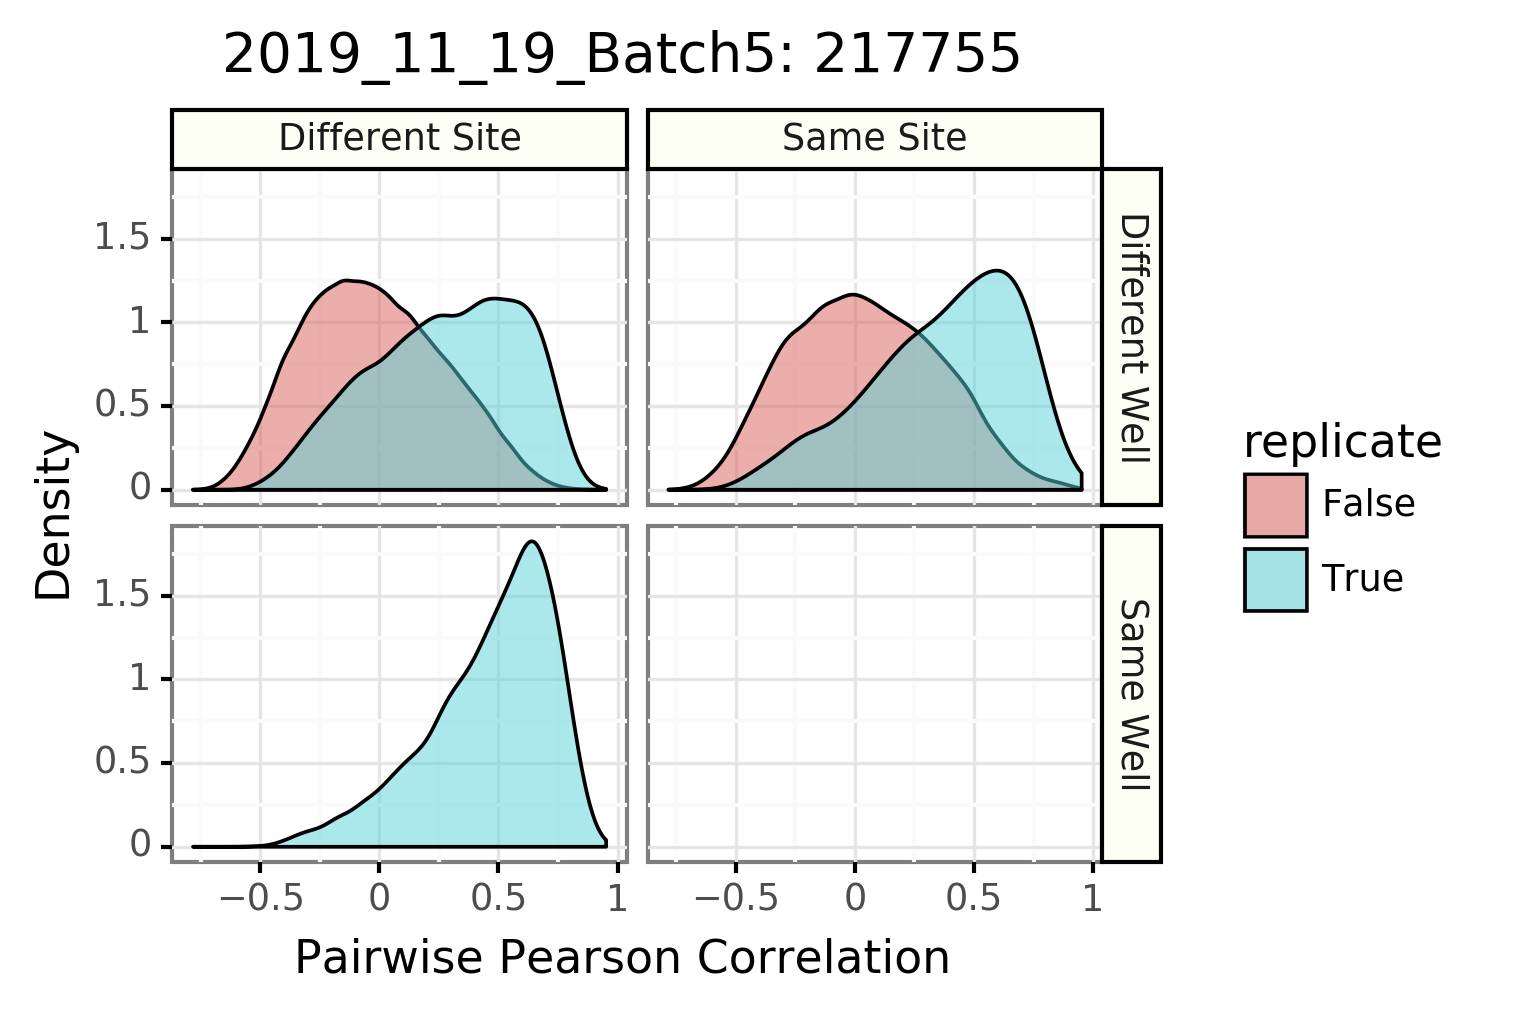 2019_11_19_Batch5: 217755
Different Site
Same Site
Different Well
Same Well
Density
1.5
1
0.5
0
1.5
1
0.5
0
−0.5
0
0.5
1
−0.5
0
0.5
1
Pairwise Pearson Correlation
replicate
False
True